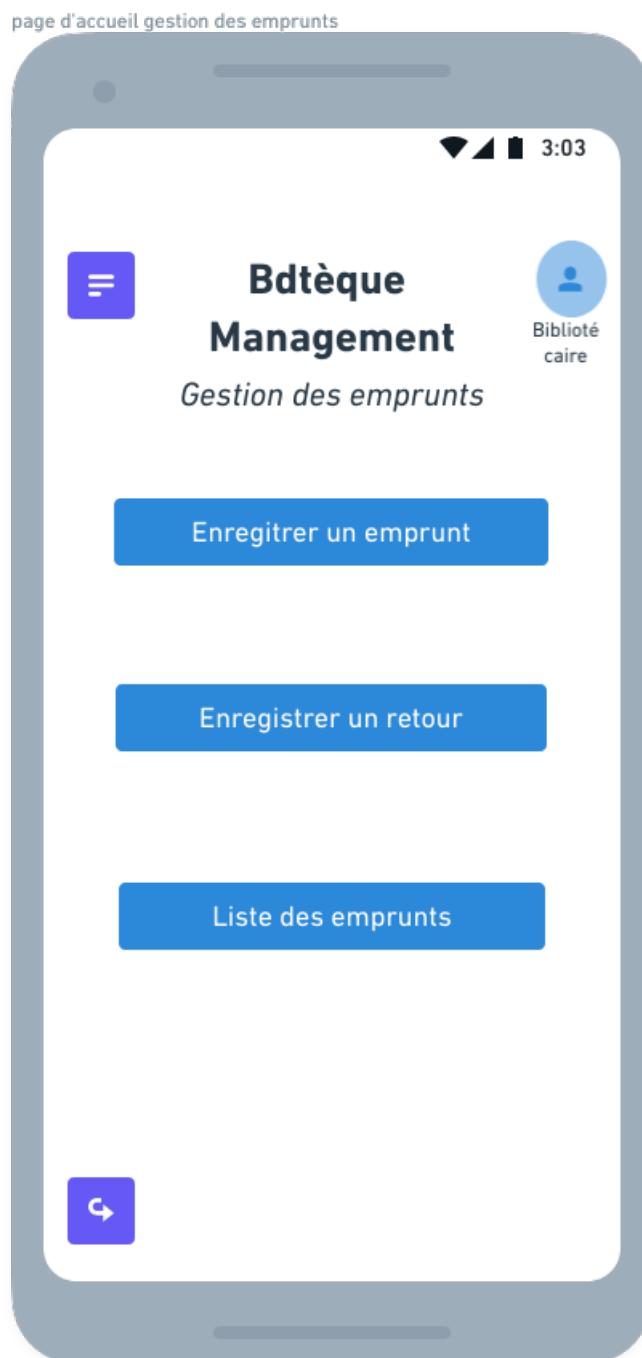 page d'accueil gestion des emprunts
3:03
Bdtèque
Management
Gestion des emprunts
Biblioté
caire
Enregitrer un emprunt
Enregistrer un retour
Liste des emprunts